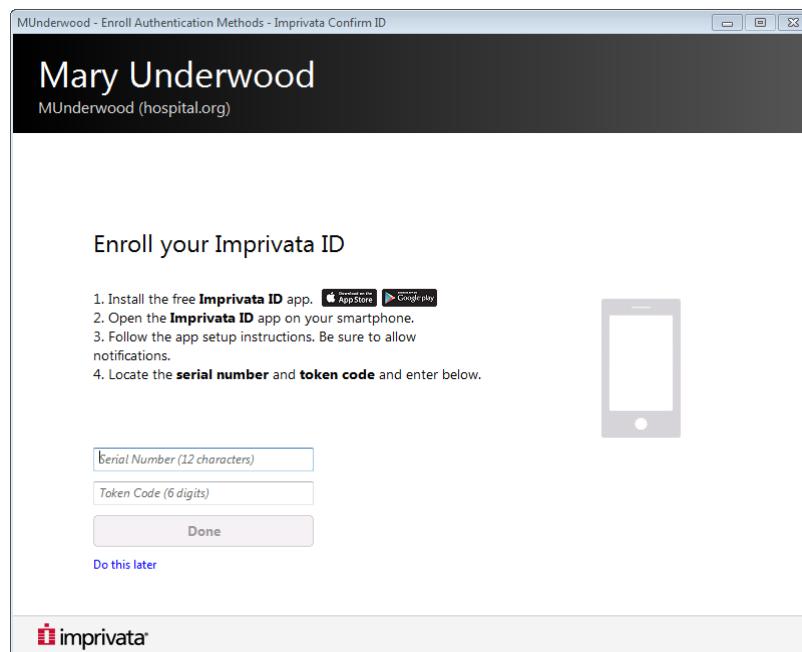 MUnderwood - Enroll Authentication Methods - Imprivata Confirm ID
Mary Underwood
MUnderwood (hospital.org)
Enroll your Imprivata ID
1. Install the free Imprivata ID app. Download on the App Store Google play
2. Open the Imprivata ID app on your smartphone.
3. Follow the app setup instructions. Be sure to allow
notifications.
4. Locate the serial number and token code and enter below.
Serial Number (12 characters)
Token Code (6 digits)
Done
Do this later
imprivata